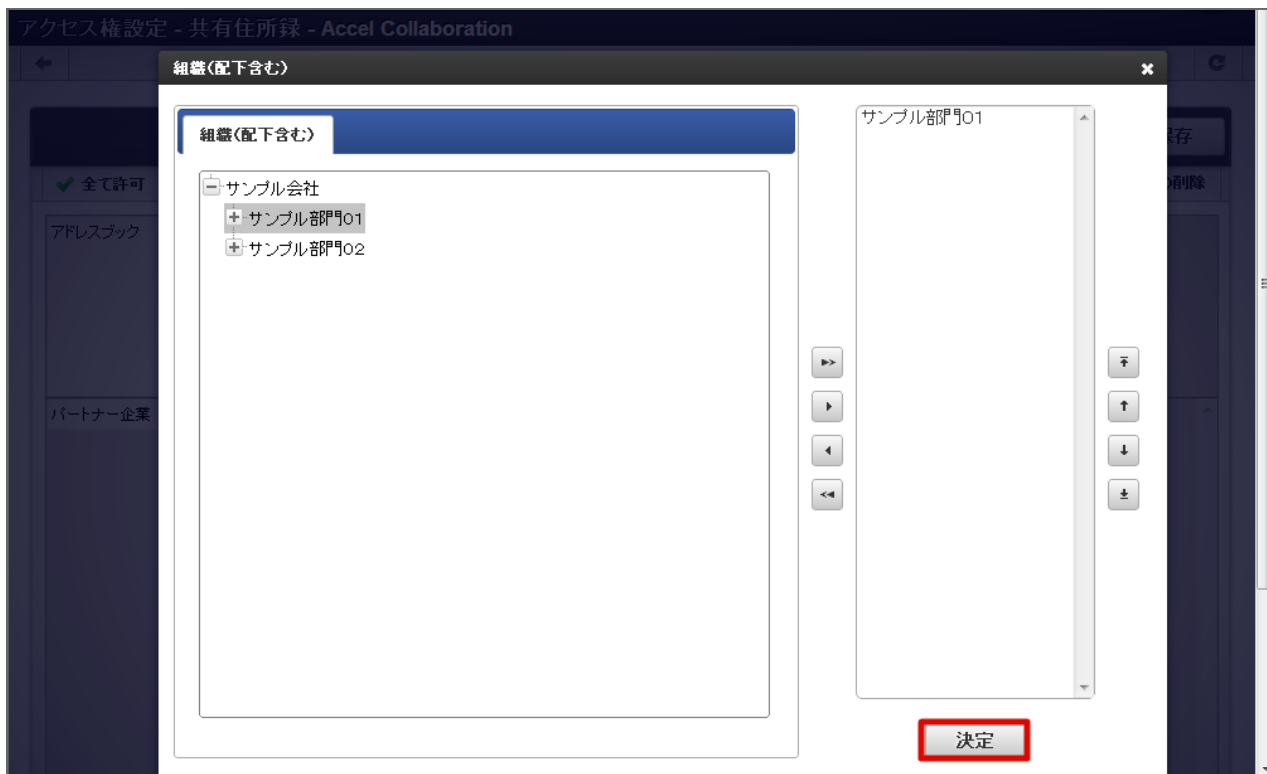 アクセス権設定 - 共有住所録 - Accel Collaboration
組織(配下含む)
組織(配下含む)
サンプル会社
サンプル部門01
サンプル部門02
サンプル部門01
決定
保存
全て許可
削除
アドレスブック
パートナー企業